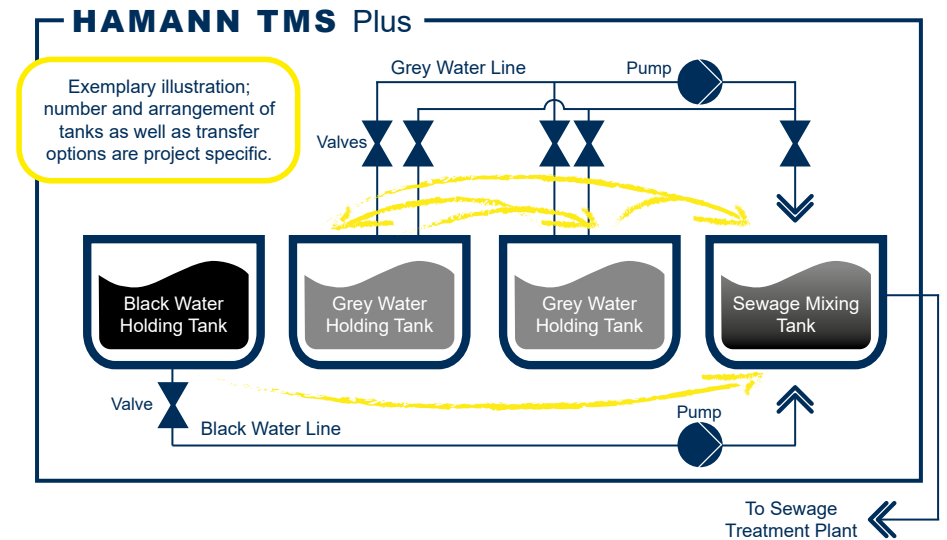 HAMANN TMS Plus
Exemplary illustration;
number and arrangement of
tanks as well as transfer
options are project specific.
Grey Water Line
Pump
Valves
Black Water
Holding Tank
Grey Water
Holding Tank
Grey Water
Holding Tank
Sewage Mixing
Tank
Valve
Black Water Line
Pump
To Sewage
Treatment Plant